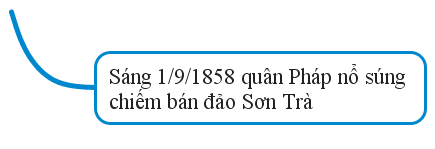 Sáng 1/9/1858 quân Pháp nổ súng
chiếm bán đảo Sơn Trà